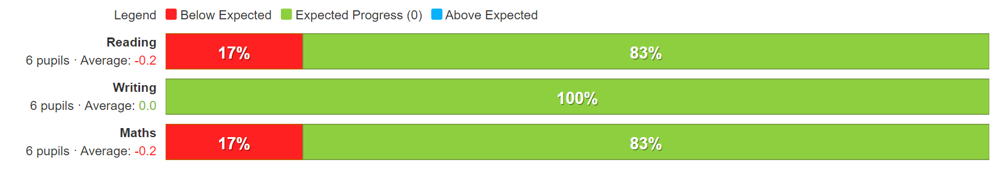 Legend Below Expected Expected Progress (0) Above Expected
Reading
6 pupils · Average: -0.2
17% 83%
Writing
6 pupils · Average: 0.0
100%
Maths
6 pupils · Average: -0.2
17% 83%